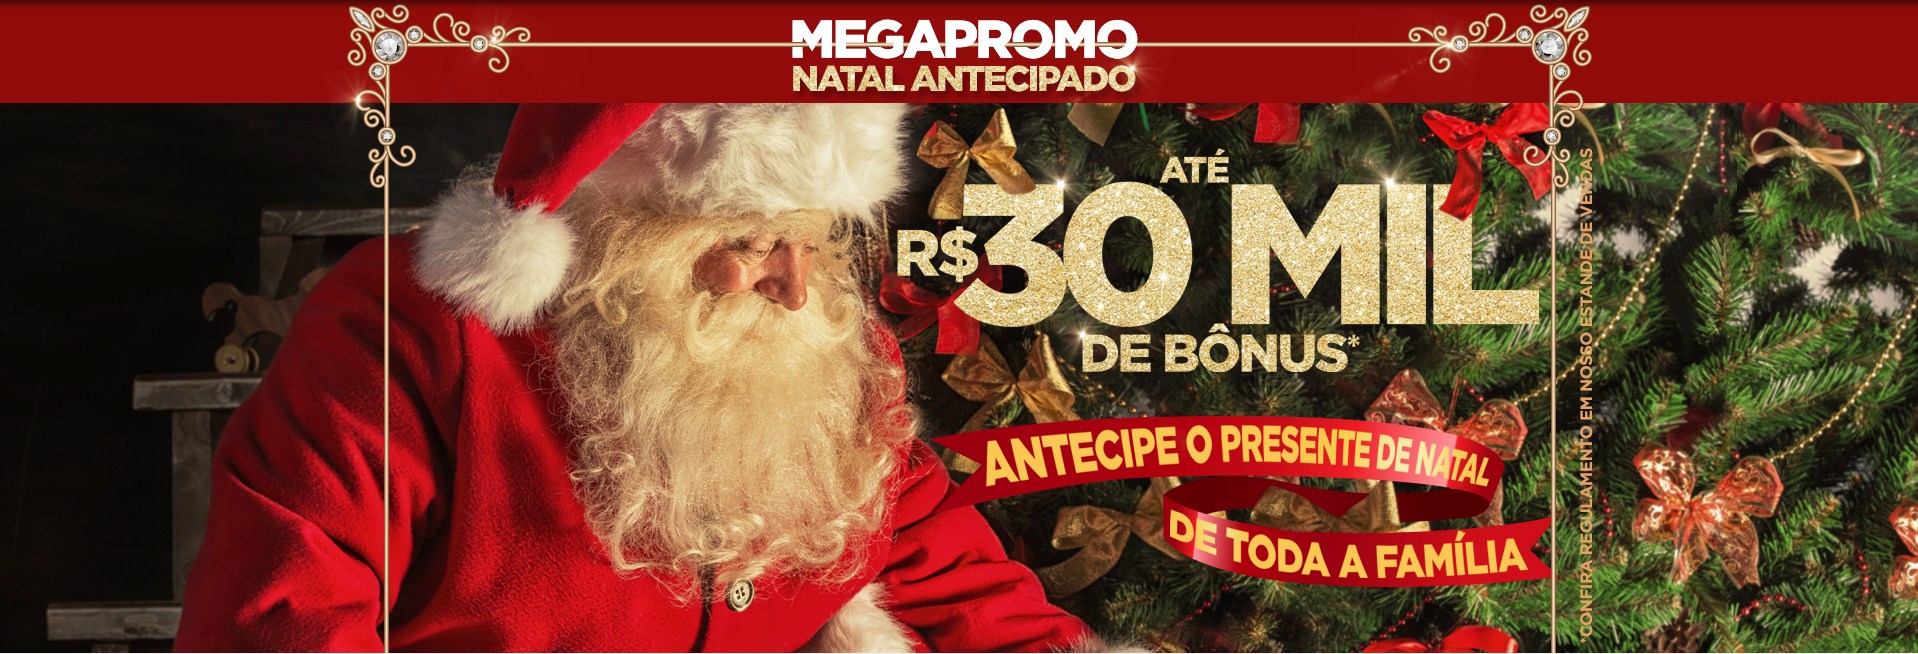 MEGAPROMO
NATAL ANTECIPADO
ATÉ
R$30 MIL
DE BÔNUS*
ANTECIPE O PRESENTE DE NATAL
DE TODA A FAMÍLIA
*CONFIRA REGULAMENTO EM NOSSO ESTANDE DE VENDAS